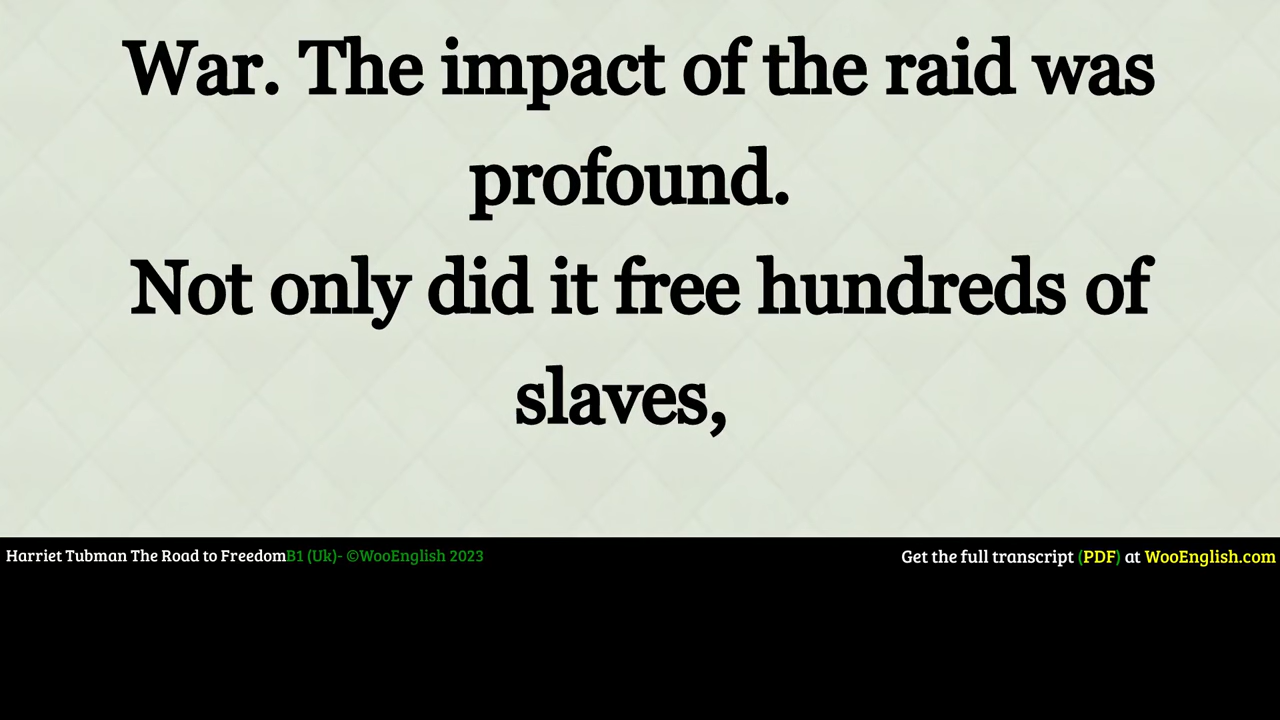 War. The impact of the raid was
profound.
Not only did it free hundreds of
slaves,
Harriet Tubman The Road to FreedomB1 (Uk)- ©WooEnglish 2023
Get the full transcript (PDF) at WooEnglish.com